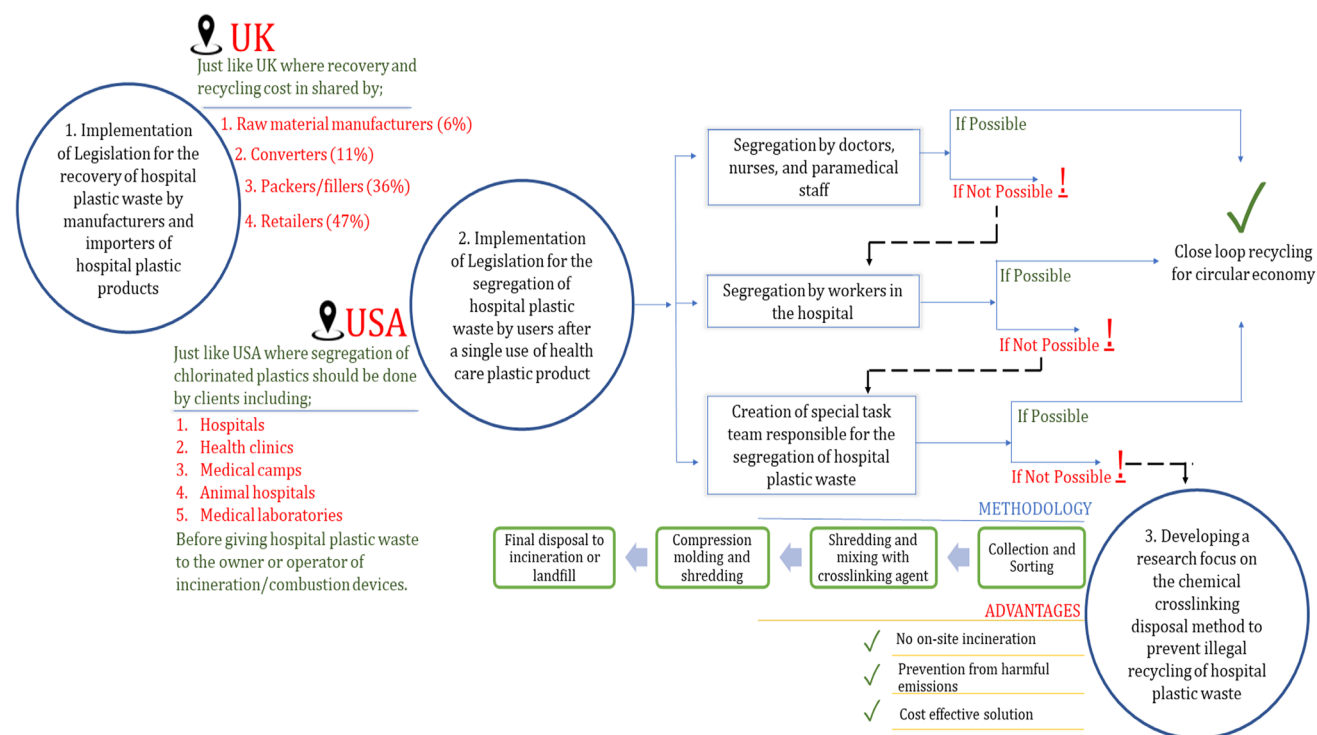 UK
Just like UK where recovery and
recycling cost in shared by;
1. Raw material manufacturers (6%)
2. Converters (11%)
3. Packers/fillers (36%)
4. Retailers (47%)
1. Implementation
of Legislation for the
recovery of hospital
plastic waste by
manufacturers and
importers of
hospital plastic
products
USA
Just like USA where segregation of
chlorinated plastics should be done
by clients including;
1. Hospitals
2. Health clinics
3. Medical camps
4. Animal hospitals
5. Medical laboratories
Before giving hospital plastic waste
to the owner or operator of
incineration/combustion devices.
2. Implementation
of Legislation for the
segregation of
hospital plastic
waste by users after
a single use of health
care plastic product
Segregation by doctors,
nurses, and paramedical
staff
If Possible
If Not Possible !
Segregation by workers in
the hospital
If Possible
If Not Possible !
Creation of special task
team responsible for the
segregation of hospital
plastic waste
If Possible
If Not Possible !
Close loop recycling
for circular economy
3. Developing a
research focus on
the chemical
crosslinking
disposal method to
prevent illegal
recycling of hospital
plastic waste
METHODOLOGY
Collection and
Sorting
Shredding and
mixing with
crosslinking agent
Compression
molding and
shredding
Final disposal to
incineration or
landfill
ADVANTAGES
No on-site incineration
Prevention from harmful
emissions
Cost effective solution